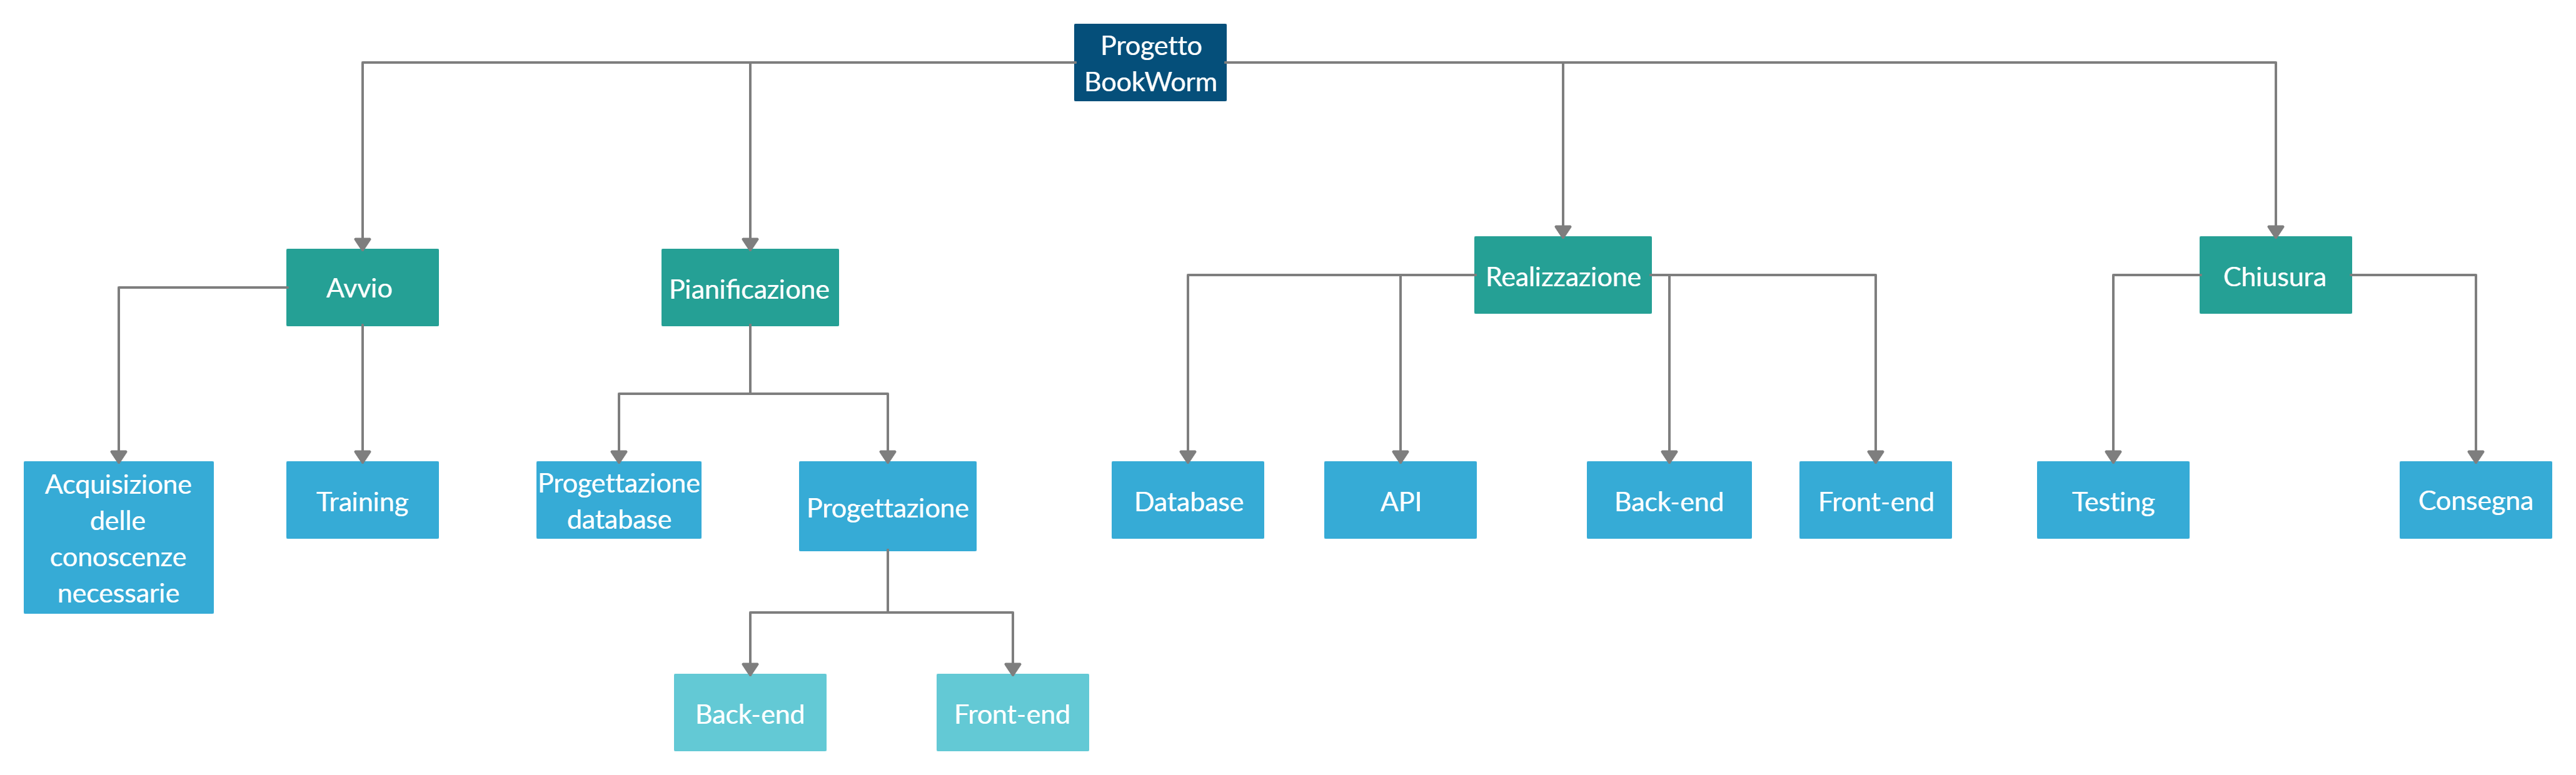 Progetto
BookWorm
Avvio
Pianificazione
Realizzazione
Chiusura
Acquisizione
delle
conoscenze
necessarie
Training
Progettazione
database
Progettazione
Database
API
Back-end
Front-end
Testing
Consegna
Back-end
Front-end